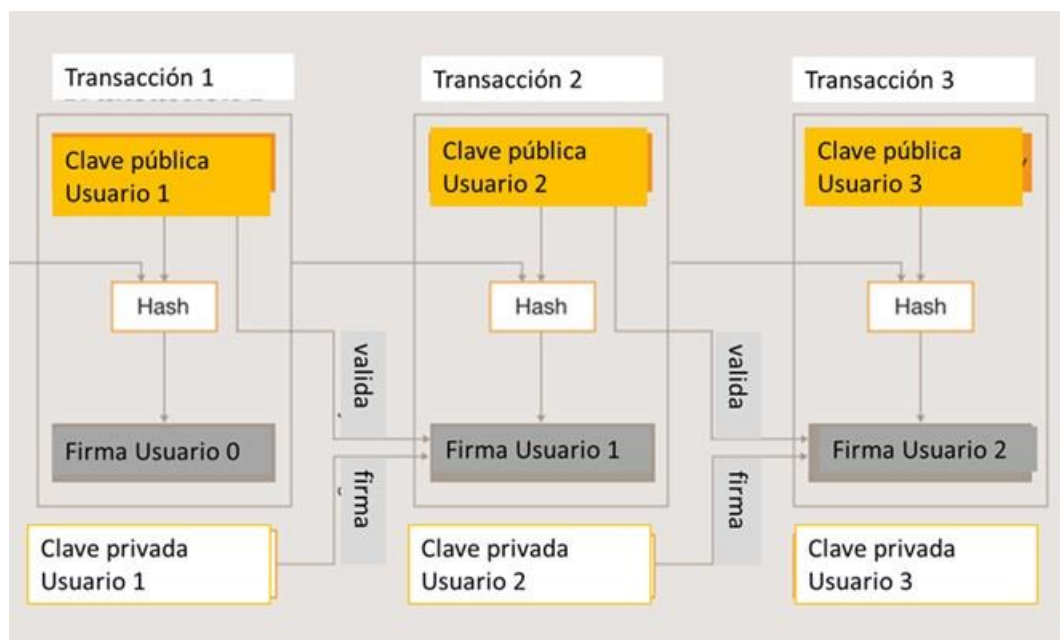 Transacción 1
Transacción 2
Transacción 3
Clave pública
Usuario 1
Clave pública
Usuario 2
Clave pública
Usuario 3
Hash
Hash
Hash
valida
valida
Firma Usuario 0
Firma Usuario 1
Firma Usuario 2
firma
firma
Clave privada
Usuario 1
Clave privada
Usuario 2
Clave privada
Usuario 3